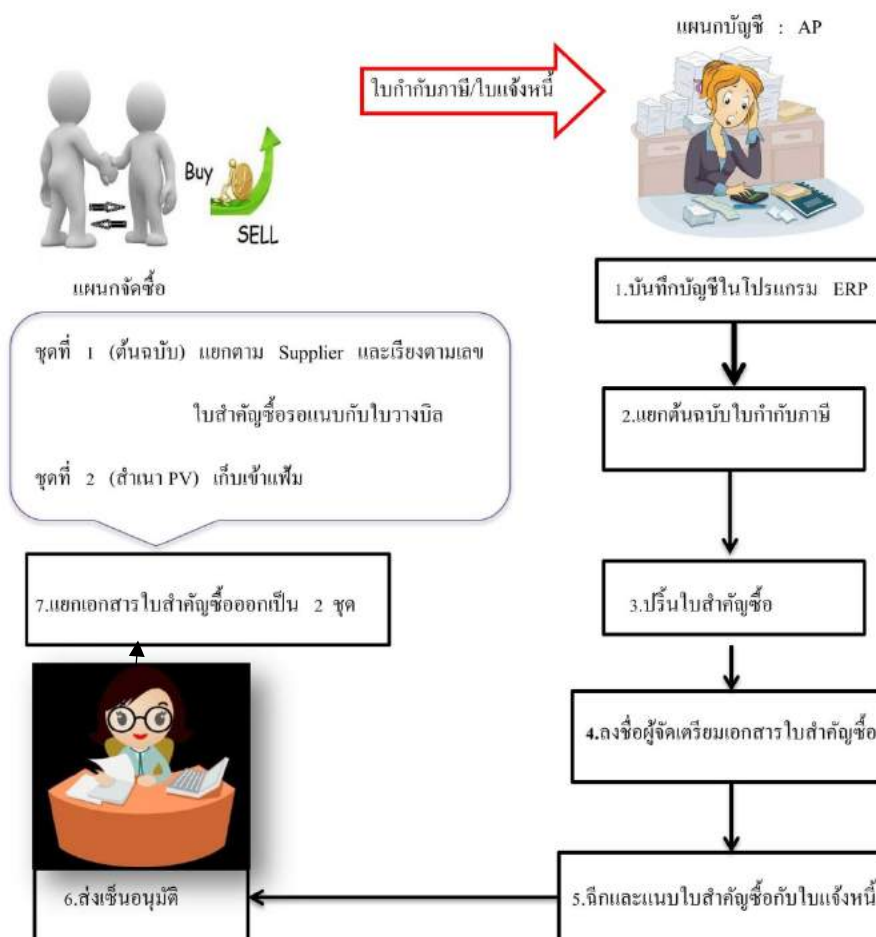 แผนกบัญชี : AP
ใบกำกับภาษี/ใบแจ้งหนี้
Buy
SELL
แผนกจัดซื้อ
1.บันทึกบัญชีในโปรแกรม ERP
ชุดที่ 1 (ต้นฉบับ) แยกตาม Supplier และเรียงตามเลข
ใบสำคัญซื้อรอแนบกับใบวางบิล
ชุดที่ 2 (สำเนา PV) เก็บเข้าแฟ้ม
2.แยกต้นฉบับใบกำกับภาษี
3.ปริ้นใบสำคัญซื้อ
4.ลงชื่อผู้จัดเตรียมเอกสารใบสำคัญซื้อ
5.ฉีกและแนบใบสำคัญซื้อกับใบแจ้งหนี้
6.ส่งเซ็นอนุมัติ
7.แยกเอกสารใบสำคัญซื้อออกเป็น 2 ชุด